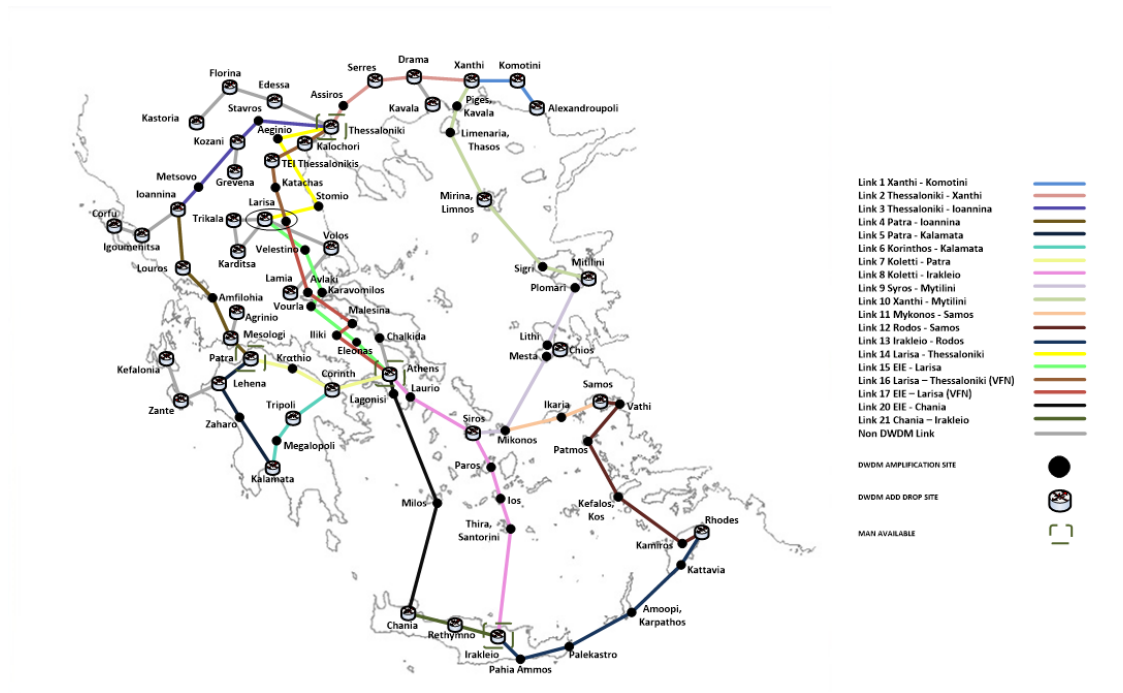 Drama
Serres
Xanthi
Komotini
Florina
Edessa
Assiros
Stavros
Kavala
Piges,
Kavala
Alexandroupoli
Kastoria
Aeginio
Thessaloniki
Limenaria,
Thasos
Kozani
Kalochori
TEI Thessalonikis
Metsovo
Grevena
Katachas
Ioannina
Larisa
Stomio
Mirina,
Limnos
Corfu
Trikala
Igoumenitsa
Volos
Velestino
Karditsa
Mitilini
Sigri
Louros
Lamia
Avlaki
Karavomilos
Plomari
Amfilohia
Vourla
Malesina
Agrinio
Iliki
Chalkida
Lithi
Mesologi
Eleonas
Chios
Mesta
Patra
Krathio
Athens
Kefalonia
Lehena
Corinth
Samos
Laurio
Lagonisi
Zante
Tripoli
Ikaria
Vathi
Zaharo
Siros
Mikonos
Megalopoli
Patmos
Paros
Kalamata
Milos
Ios
Kefalos,
Kos
Thira,
Santorini
Rhodes
Kamiros
Kattavia
Amoopi,
Karpathos
Chania
Rethymno
Irakleio
Palekastro
Pahia Ammos
Link 1 Xanthi - Komotini
Link 2 Thessaloniki - Xanthi
Link 3 Thessaloniki - Ioannina
Link 4 Patra - Ioannina
Link 5 Patra - Kalamata
Link 6 Korinthos - Kalamata
Link 7 Koletti - Patra
Link 8 Koletti - Irakleio
Link 9 Syros - Mytilini
Link 10 Xanthi - Mytilini
Link 11 Mykonos - Samos
Link 12 Rodos - Samos
Link 13 Irakleio - Rodos
Link 14 Larisa - Thessaloniki
Link 15 EIE - Larisa
Link 16 Larisa – Thessaloniki (VFN)
Link 17 EIE – Larisa (VFN)
Link 20 EIE - Chania
Link 21 Chania – Irakleio
Non DWDM Link
DWDM AMPLIFICATION SITE
DWDM ADD DROP SITE
MAN AVAILABLE